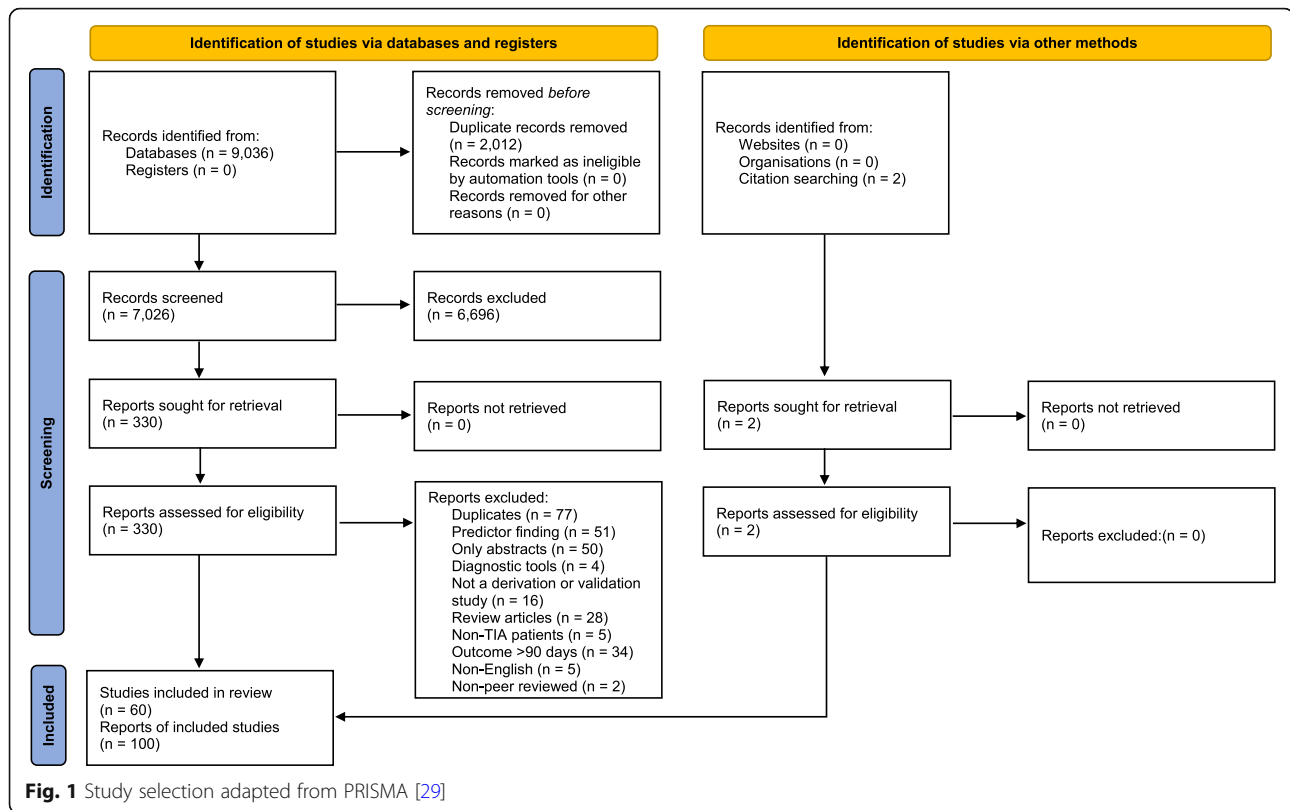 Identification of studies via databases and registers
Identification of studies via other methods
Identification
Records identified from:
Databases (n = 9,036)
Registers (n = 0)
Records removed before
screening:
Duplicate records removed
(n = 2,012)
Records marked as ineligible
by automation tools (n = 0)
Records removed for other
reasons (n = 0)
Records identified from:
Websites (n = 0)
Organisations (n = 0)
Citation searching (n = 2)
Screening
Records screened
(n = 7,026)
Records excluded
(n = 6,696)
Reports sought for retrieval
(n = 330)
Reports not retrieved
(n = 0)
Reports sought for retrieval
(n = 2)
Reports not retrieved
(n = 0)
Reports assessed for eligibility
(n = 330)
Reports excluded:
Duplicates (n = 77)
Predictor finding (n = 51)
Only abstracts (n = 50)
Diagnostic tools (n = 4)
Not a derivation or validation
study (n = 16)
Review articles (n = 28)
Non-TIA patients (n = 5)
Outcome >90 days (n = 34)
Non-English (n = 5)
Non-peer reviewed (n = 2)
Reports assessed for eligibility
(n = 2)
Reports excluded:(n = 0)
Included
Studies included in review
(n = 60)
Reports of included studies
(n = 100)
Fig. 1 Study selection adapted from PRISMA [29]